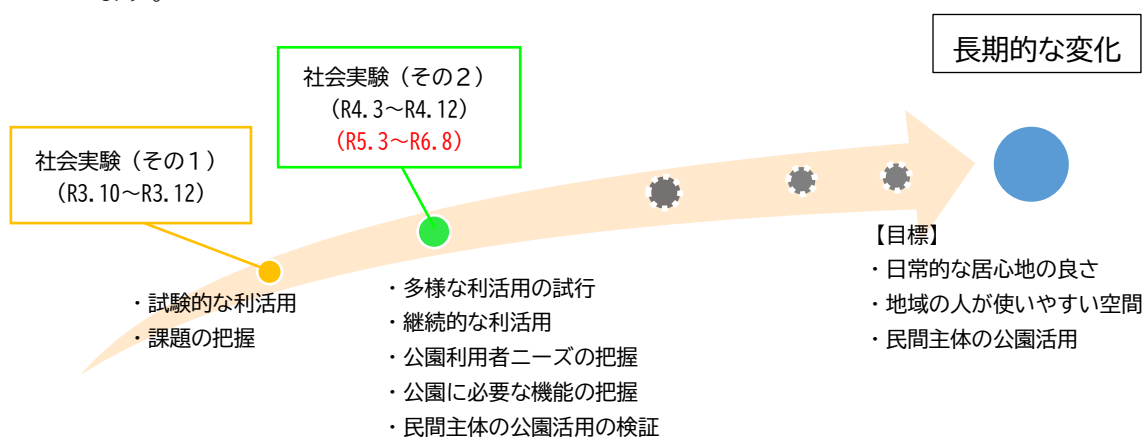 長期的な変化
社会実験（その２）
（R4.3～R4.12）
（R5.3～R6.8）
社会実験（その１）
（R3.10～R3.12）
・試験的な利活用
・課題の把握
・多様な利活用の試行
・継続的な利活用
・公園利用者ニーズの把握
・公園に必要な機能の把握
・民間主体の公園活用の検証
【目標】
・日常的な居心地の良さ
・地域の人が使いやすい空間
・民間主体の公園活用